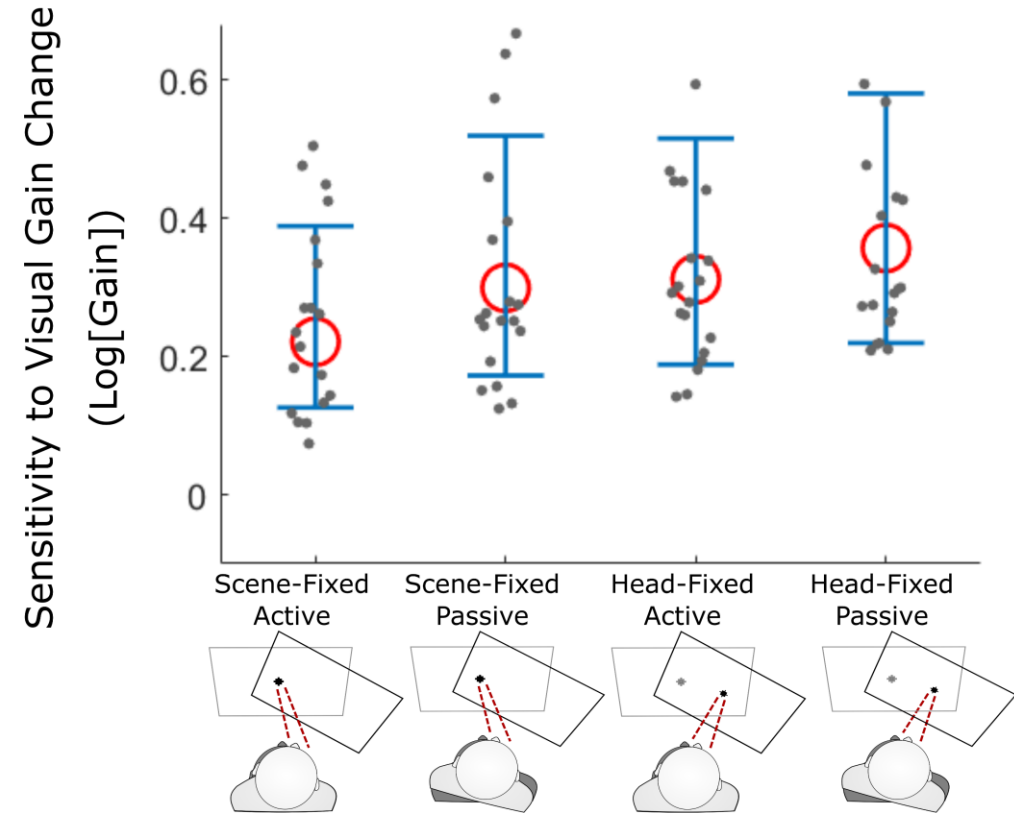 Sensitivity to Visual Gain Change
(Log[Gain])
0.6
0.4
0.2
0
Scene-Fixed
Active
Scene-Fixed
Passive
Head-Fixed
Active
Head-Fixed
Passive